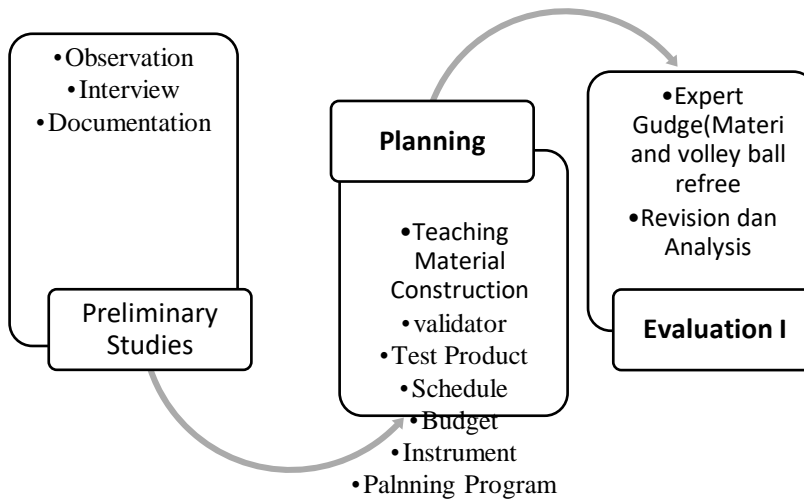 •Observation
•Interview
•Documentation
Preliminary
Studies
Planning
•Teaching
Material
Construction
•validator
•Test Product
•Schedule
•Budget
•Instrument
•Palnning Program
•Expert
Gudge(Materi
and volley ball
refree
•Revision dan
Analysis
Evaluation I